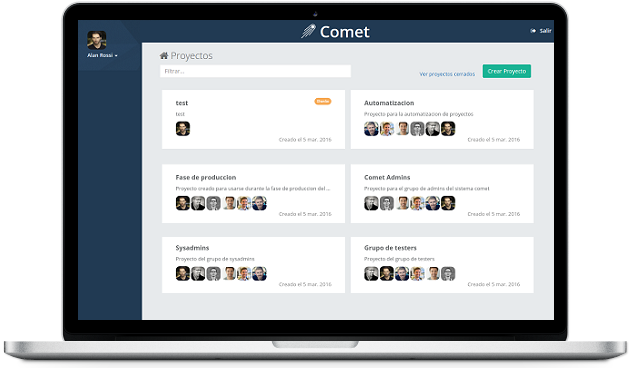 Comet
Salir
Alan Rossi
Proyectos
Filtrar...
Ver proyectos cerrados
Crear Proyecto
test
test
Creado el 5 mar. 2016
Automatizacion
Proyecto para la automatizacion de proyectos
Creado el 5 mar. 2016
Fase de produccion
Proyecto creado para usarse durante la fase de produccion del ...
Creado el 5 mar. 2016
Comet Admins
Proyecto para el grupo de admins del sistema comet
Creado el 5 mar. 2016
Sysadmins
Proyecto del grupo de sysadmins
Creado el 5 mar. 2016
Grupo de testers
Proyecto del grupo de testers
Creado el 5 mar. 2016